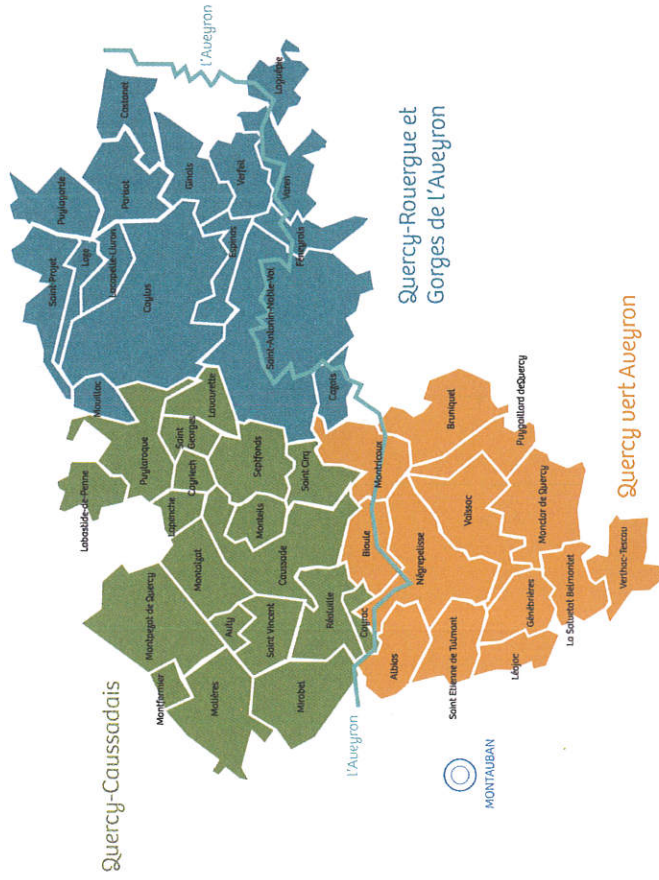 Quercy-Caussadais
Montfermier
Montpezat de Quercy
Molières
Labastide-de-Penne
Puylaroque
Lapenche
Montalzat
Auty
Saint Vincent
Mirabel
Réalville
Cayrac
Caussade
Monteils
Cayriech
Saint
Georges
Lavaurette
Septfonds
Saint Cirq
Mouillac
Saint-Projet
Loze
Lacapelle-Livron
Puylagarde
Parisot
Castanet
Caylus
Ginals
Espinas
Verfeil
Saint-Antonin-Noble-Val
Feneyrols
Varen
Laguépie
Cazals
l'Aveyron
Quercy-Rouergue et
Gorges de l'Aveyron
l'Aveyron
Albias
Bioule
Montricoux
Nègrepelisse
Bruniquel
Puygaillard de Quercy
Vaïssac
Monclar de Quercy
Saint Etienne de Tulmont
Génébrières
Léojac
La Salvetat Belmontet
Verlhac-Tescou
Quercy vert Aveyron
MONTAUBAN